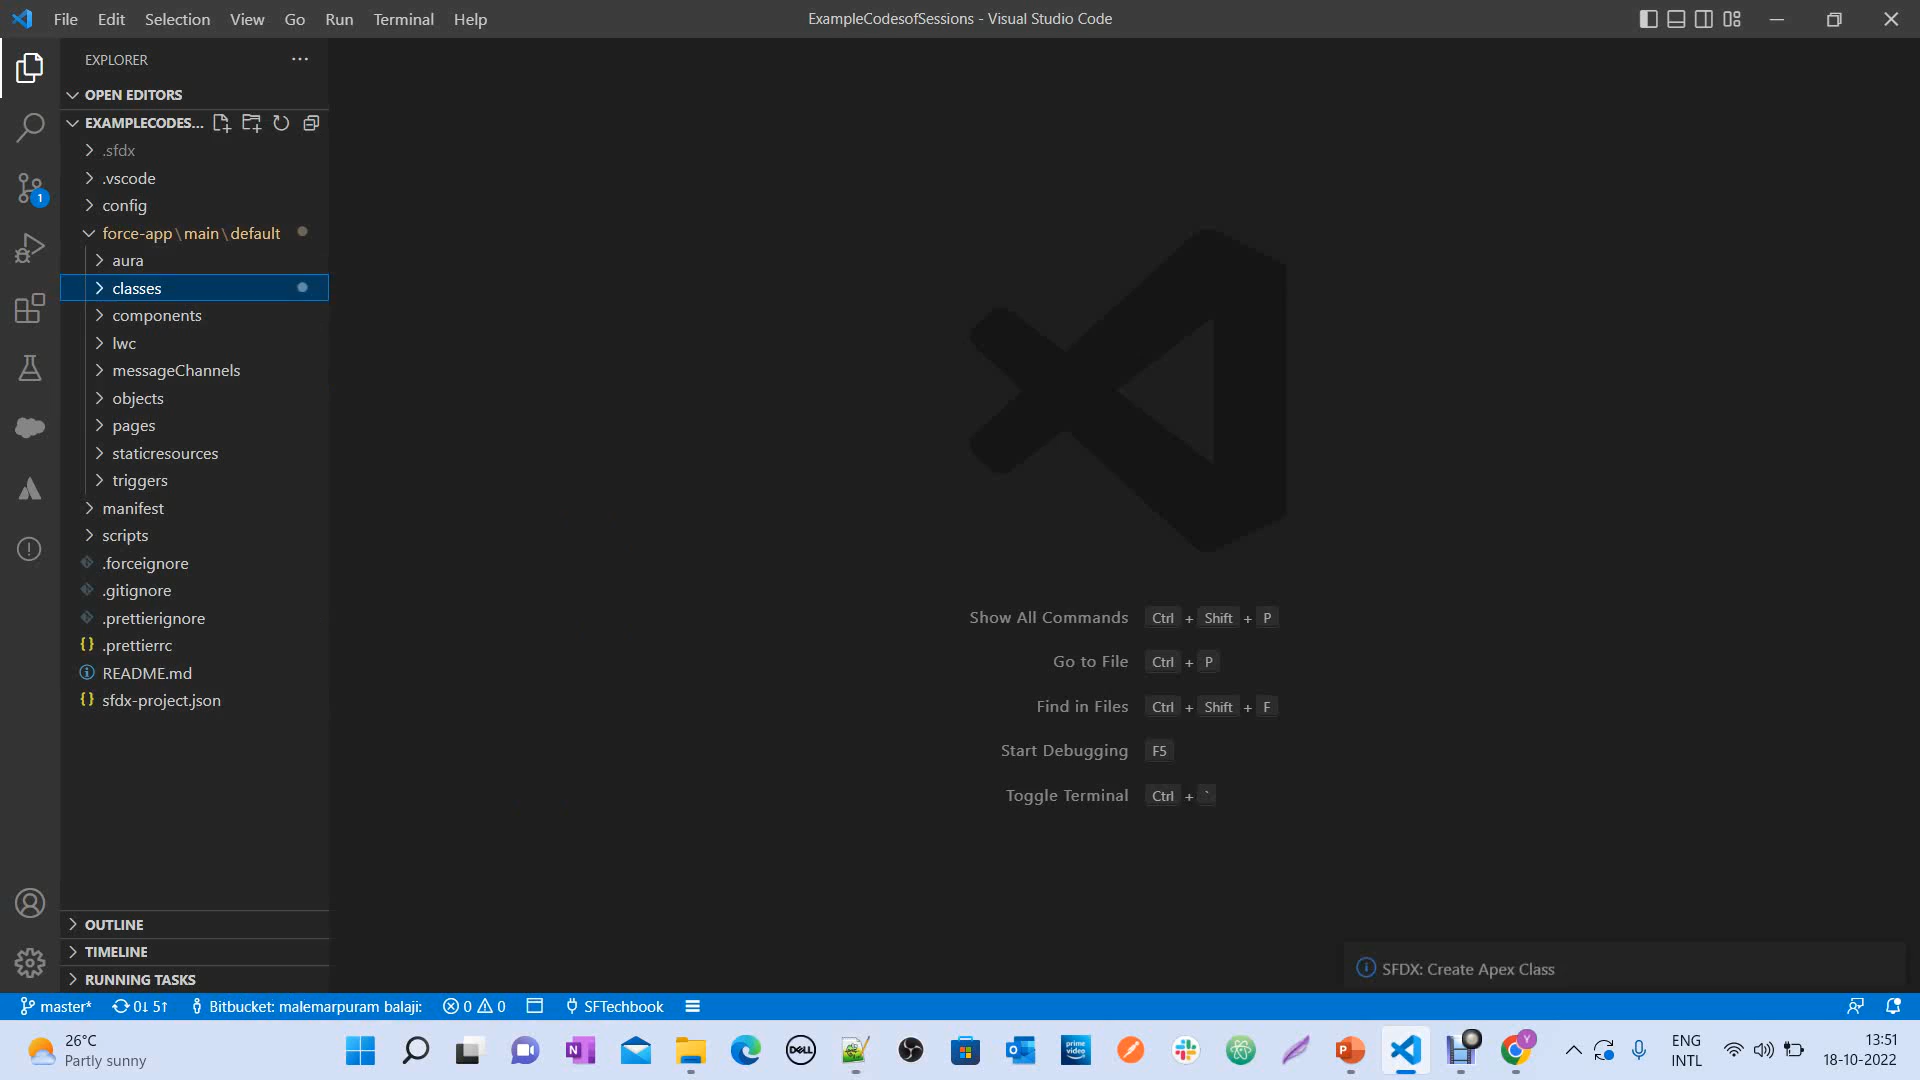 File Edit Selection View Go Run Terminal Help
ExampleCodesofSessions - Visual Studio Code
EXPLORER
OPEN EDITORS
EXAMPLECODES...
.sfdx
.vscode
config
force-app\main\default
aura
classes
components
lwc
messageChannels
objects
pages
staticresources
triggers
manifest
scripts
.forceignore
.gitignore
.prettierignore
.prettierrc
README.md
sfdx-project.json
Show All Commands Ctrl + Shift + P
Go to File Ctrl + P
Find in Files Ctrl + Shift + F
Start Debugging F5
Toggle Terminal Ctrl + `
OUTLINE
TIMELINE
RUNNING TASKS
SFDX: Create Apex Class
master* 0↓ 5↑ Bitbucket: malemarpuram balaji: 0 0 SFTechbook
26°C
Partly sunny
DELL
prime video
ENG
INTL
13:51
18-10-2022